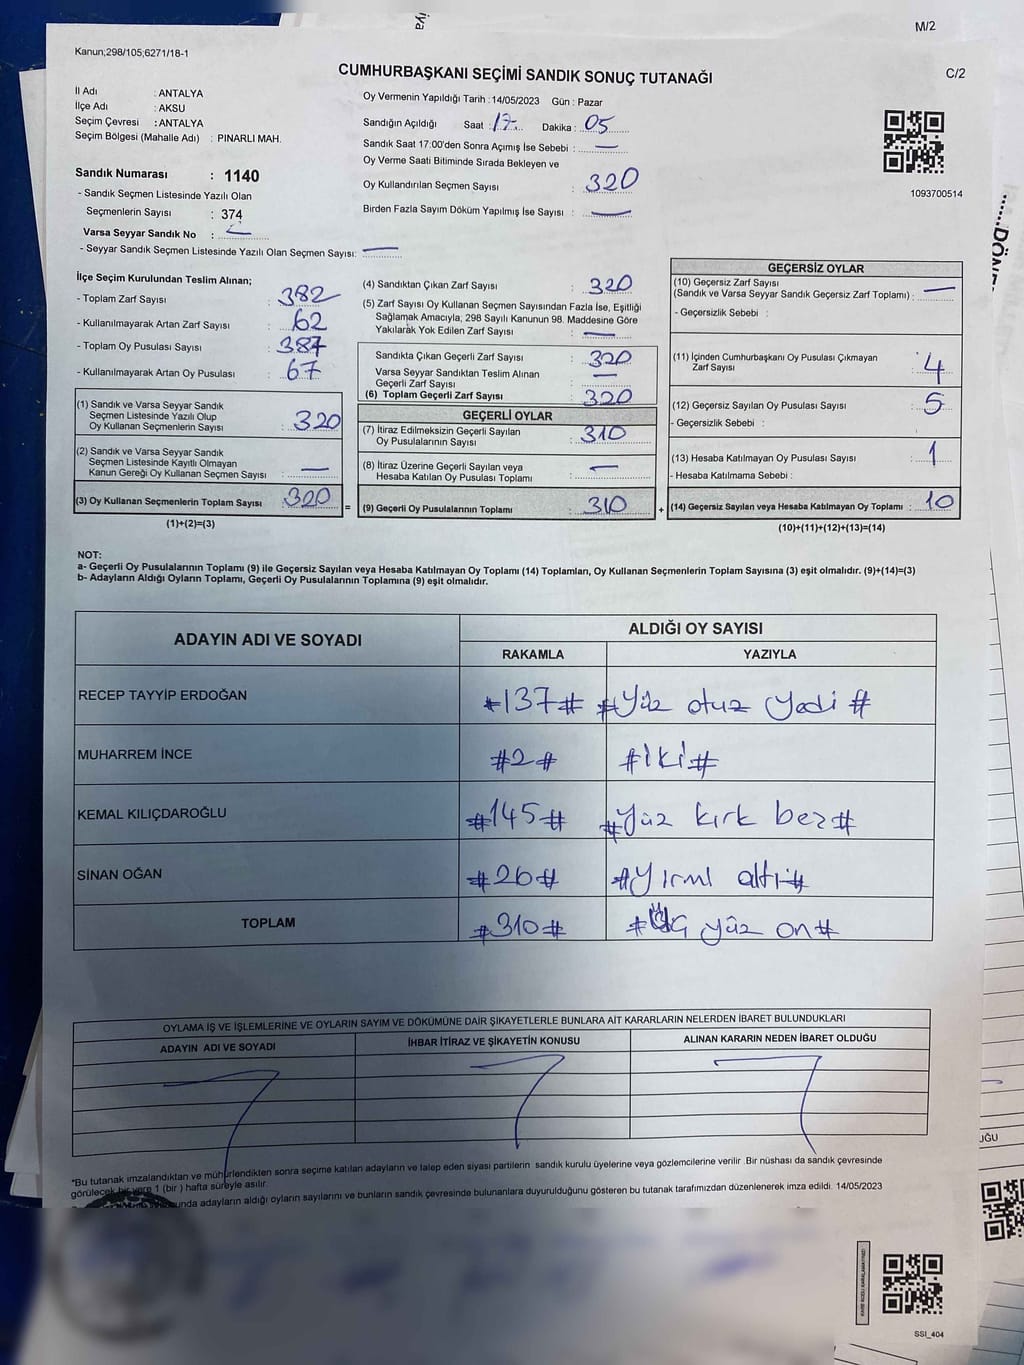 iya
M/2
Kanun;298/105;6271/18-1
C/2
CUMHURBAŞKANI SEÇİMİ SANDIK SONUÇ TUTANAĞI
İl Adı : ANTALYA
İlçe Adı : AKSU
Seçim Çevresi : ANTALYA
Seçim Bölgesi (Mahalle Adı) : PINARLI MAH.
Sandık Numarası : 1140
- Sandık Seçmen Listesinde Yazılı Olan
Seçmenlerin Sayısı : 374
Varsa Seyyar Sandık No : —
- Seyyar Sandık Seçmen Listesinde Yazılı Olan Seçmen Sayısı: —
Oy Vermenin Yapıldığı Tarih : 14/05/2023 Gün : Pazar
Sandığın Açıldığı Saat : 17 Dakika : 05
Sandık Saat 17:00'den Sonra Açımış İse Sebebi : —
Oy Verme Saati Bitiminde Sırada Bekleyen ve
Oy Kullandırılan Seçmen Sayısı : 320
Birden Fazla Sayım Döküm Yapılmış İse Sayısı : —
1093700514
......DÖN
İlçe Seçim Kurulundan Teslim Alınan;
- Toplam Zarf Sayısı : 382
- Kullanılmayarak Artan Zarf Sayısı : 62
- Toplam Oy Pusulası Sayısı : 387
- Kullanılmayarak Artan Oy Pusulası : 67
(1) Sandık ve Varsa Seyyar Sandık
Seçmen Listesinde Yazılı Olup
Oy Kullanan Seçmenlerin Sayısı : 320
(2) Sandık ve Varsa Seyyar Sandık
Seçmen Listesinde Kayıtlı Olmayan
Kanun Gereği Oy Kullanan Seçmen Sayısı : —
(3) Oy Kullanan Seçmenlerin Toplam Sayısı : 320
(1)+(2)=(3)
(4) Sandıktan Çıkan Zarf Sayısı : 320
(5) Zarf Sayısı Oy Kullanan Seçmen Sayısından Fazla İse, Eşitliği
Sağlamak Amacıyla, 298 Sayılı Kanunun 98. Maddesine Göre
Yakılarak Yok Edilen Zarf Sayısı : —
Sandıkta Çıkan Geçerli Zarf Sayısı : 320
Varsa Seyyar Sandıktan Teslim Alınan
Geçerli Zarf Sayısı : —
(6) Toplam Geçerli Zarf Sayısı : 320
GEÇERLİ OYLAR
(7) İtiraz Edilmeksizin Geçerli Sayılan
Oy Pusulalarının Sayısı : 310
(8) İtiraz Üzerine Geçerli Sayılan veya
Hesaba Katılan Oy Pusulası Toplamı : —
= (9) Geçerli Oy Pusulalarının Toplamı : 310
GEÇERSİZ OYLAR
(10) Geçersiz Zarf Sayısı
(Sandık ve Varsa Seyyar Sandık Geçersiz Zarf Toplamı) : —
- Geçersizlik Sebebi :
(11) İçinden Cumhurbaşkanı Oy Pusulası Çıkmayan
Zarf Sayısı : 4
(12) Geçersiz Sayılan Oy Pusulası Sayısı : 5
- Geçersizlik Sebebi :
(13) Hesaba Katılmayan Oy Pusulası Sayısı : 1
- Hesaba Katılmama Sebebi :
+ (14) Geçersiz Sayılan veya Hesaba Katılmayan Oy Toplamı : 10
(10)+(11)+(12)+(13)=(14)
NOT:
a- Geçerli Oy Pusulalarının Toplamı (9) ile Geçersiz Sayılan veya Hesaba Katılmayan Oy Toplamı (14) Toplamları, Oy Kullanan Seçmenlerin Toplam Sayısına (3) eşit olmalıdır. (9)+(14)=(3)
b- Adayların Aldığı Oyların Toplamı, Geçerli Oy Pusulalarının Toplamına (9) eşit olmalıdır.
ADAYIN ADI VE SOYADI ALDIĞI OY SAYISI
RAKAMLA YAZIYLA
RECEP TAYYİP ERDOĞAN #137# #Yüz otuz yedi#
MUHARREM İNCE #2# #iki#
KEMAL KILIÇDAROĞLU #145# #Yüz kırk beş#
SİNAN OĞAN #26# #Yirmi altı#
TOPLAM #310# #Üç yüz on#
OYLAMA İŞ VE İŞLEMLERİNE VE OYLARIN SAYIM VE DÖKÜMÜNE DAİR ŞİKAYETLERLE BUNLARA AİT KARARLARIN NELERDEN İBARET BULUNDUKLARI
ADAYIN ADI VE SOYADI İHBAR İTİRAZ VE ŞİKAYETİN KONUSU ALINAN KARARIN NEDEN İBARET OLDUĞU
*Bu tutanak imzalandıktan ve mühürlendikten sonra seçime katılan adayların ve talep eden siyasi partilerin sandık kurulu üyelerine veya gözlemcilerine verilir .Bir nüshası da sandık çevresinde
görülecek bir yere 1 (bir ) hafta süreyle asılır.
unda adayların aldığı oyların sayılarını ve bunların sandık çevresinde bulunanlara duyurulduğunu gösteren bu tutanak tarafımızdan düzenlenerek imza edildi. 14/05/2023
UĞU
SSI_404